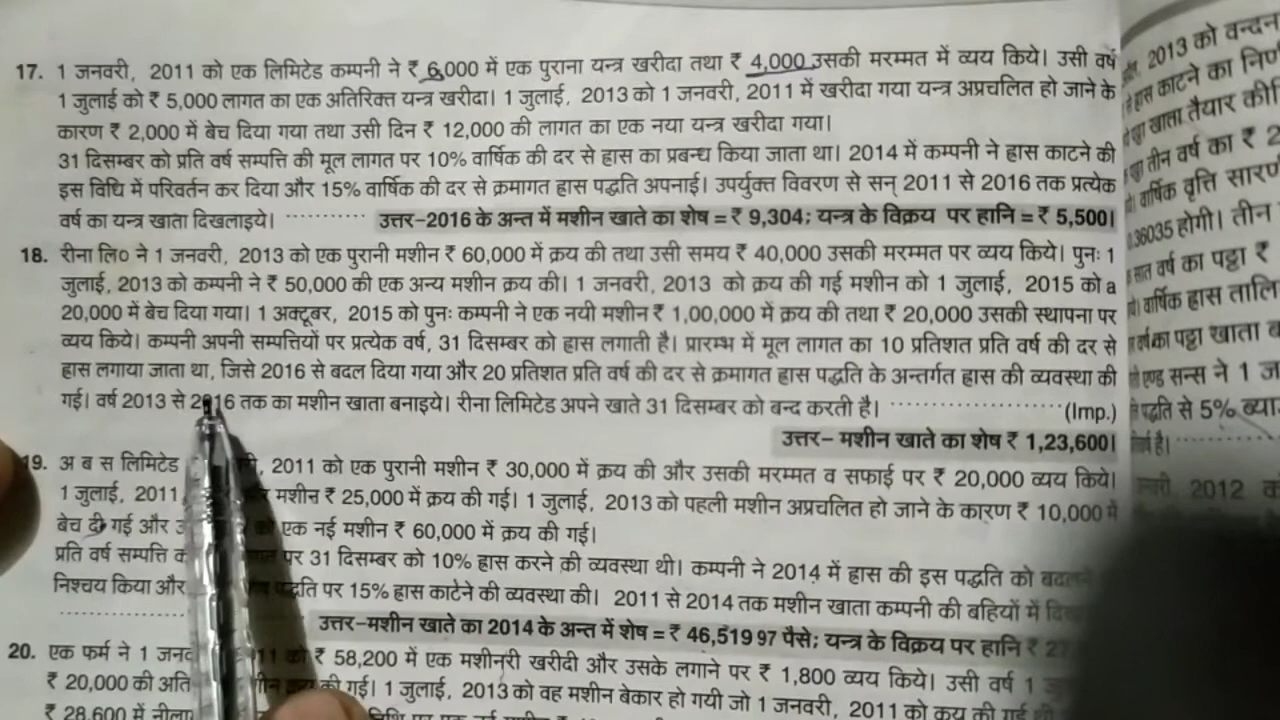 17. 1 जनवरी, 2011 को एक लिमिटेड कम्पनी ने ₹ 6,000 में एक पुराना यन्त्र खरीदा तथा ₹ 4,000 उसकी मरम्मत में व्यय किये। उसी वर्ष
1 जुलाई को ₹ 5,000 लागत का एक अतिरिक्त यन्त्र खरीदा। 1 जुलाई, 2013 को 1 जनवरी, 2011 में खरीदा गया यन्त्र अप्रचलित हो जाने के
कारण ₹ 2,000 में बेच दिया गया तथा उसी दिन ₹ 12,000 की लागत का एक नया यन्त्र खरीदा गया।
31 दिसम्बर को प्रति वर्ष सम्पत्ति की मूल लागत पर 10% वार्षिक की दर से ह्रास का प्रबन्ध किया जाता था। 2014 में कम्पनी ने ह्रास काटने की
इस विधि में परिवर्तन कर दिया और 15% वार्षिक की दर से क्रमागत ह्रास पद्धति अपनाई। उपर्युक्त विवरण से सन् 2011 से 2016 तक प्रत्येक
वर्ष का यन्त्र खाता दिखलाइये। ........... उत्तर–2016 के अन्त में मशीन खाते का शेष = ₹ 9,304; यन्त्र के विक्रय पर हानि = ₹ 5,500।
18. रीना लि० ने 1 जनवरी, 2013 को एक पुरानी मशीन ₹ 60,000 में क्रय की तथा उसी समय ₹ 40,000 उसकी मरम्मत पर व्यय किये। पुनः 1
जुलाई, 2013 को कम्पनी ने ₹ 50,000 की एक अन्य मशीन क्रय की। 1 जनवरी, 2013 को क्रय की गई मशीन को 1 जुलाई, 2015 को a
20,000 में बेच दिया गया। 1 अक्टूबर, 2015 को पुनः कम्पनी ने एक नयी मशीन ₹ 1,00,000 में क्रय की तथा ₹ 20,000 उसकी स्थापना पर
व्यय किये। कम्पनी अपनी सम्पत्तियों पर प्रत्येक वर्ष, 31 दिसम्बर को ह्रास लगाती है। प्रारम्भ में मूल लागत का 10 प्रतिशत प्रति वर्ष की दर से
ह्रास लगाया जाता था, जिसे 2016 से बदल दिया गया और 20 प्रतिशत प्रति वर्ष की दर से क्रमागत ह्रास पद्धति के अन्तर्गत ह्रास की व्यवस्था की
गई। वर्ष 2013 से 2016 तक का मशीन खाता बनाइये। रीना लिमिटेड अपने खाते 31 दिसम्बर को बन्द करती है। ........................ (Imp.)
उत्तर– मशीन खाते का शेष ₹ 1,23,600।
19. अ ब स लिमिटेड 2011 को एक पुरानी मशीन ₹ 30,000 में क्रय की और उसकी मरम्मत व सफाई पर ₹ 20,000 व्यय किये।
1 जुलाई, 2011 मशीन ₹ 25,000 में क्रय की गई। 1 जुलाई, 2013 को पहली मशीन अप्रचलित हो जाने के कारण ₹ 10,000 में
बेच दी गई और एक नई मशीन ₹ 60,000 में क्रय की गई।
प्रति वर्ष सम्पत्ति पर 31 दिसम्बर को 10% ह्रास करने की व्यवस्था थी। कम्पनी ने 2014 में ह्रास की इस पद्धति को
निश्चय किया और पद्धति पर 15% ह्रास काटेने की व्यवस्था की। 2011 से 2014 तक मशीन खाता कम्पनी की बहियों में
.................... उत्तर–मशीन खाते का 2014 के अन्त में शेष = ₹ 46,519 97 पैसे; यन्त्र के विक्रय पर हानि ₹
20. एक फर्म ने 1 को ₹ 58,200 में एक मशीनरी खरीदी और उसके लगाने पर ₹ 1,800 व्यय किये। उसी वर्ष 1
₹ 20,000 की की गई। 1 जुलाई, 2013 को वह मशीन बेकार हो गयी जो 1 जनवरी, 2011 को क्रय की गई
₹ 28,600 में
2013 को
काटने का
खाता तैयार
तीन वर्ष का ₹
वार्षिक वृत्ति
36035 होगी। तीन
सात वर्ष का पट्टा ₹
वार्षिक ह्रास
का पट्टा खाता
एण्ड सन्स ने 1
पद्धति से 5%
है।
2012